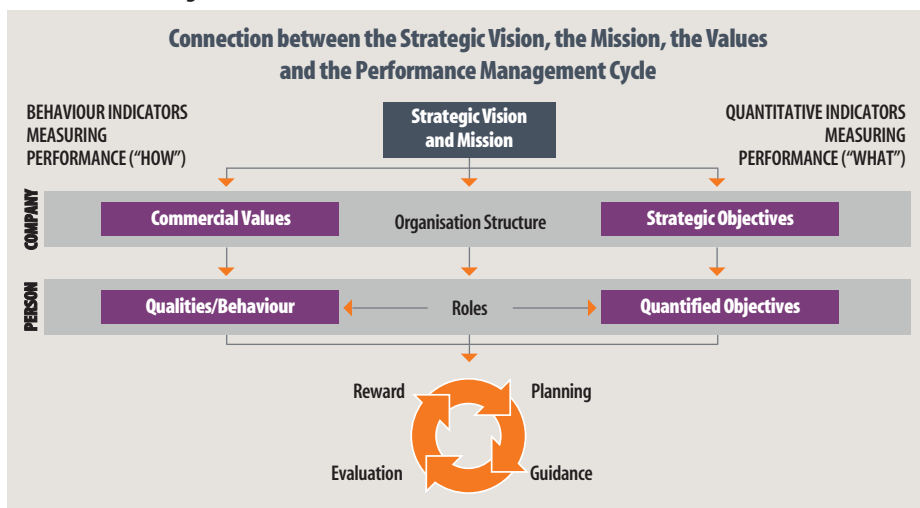 Connection between the Strategic Vision, the Mission, the Values
and the Performance Management Cycle
BEHAVIOUR INDICATORS
MEASURING
PERFORMANCE (“HOW”)
Strategic Vision
and Mission
QUANTITATIVE INDICATORS
MEASURING
PERFORMANCE (“WHAT”)
COMPANY
Commercial Values
Organisation Structure
Strategic Objectives
PERSON
Qualities/Behaviour
Roles
Quantified Objectives
Reward
Planning
Evaluation
Guidance